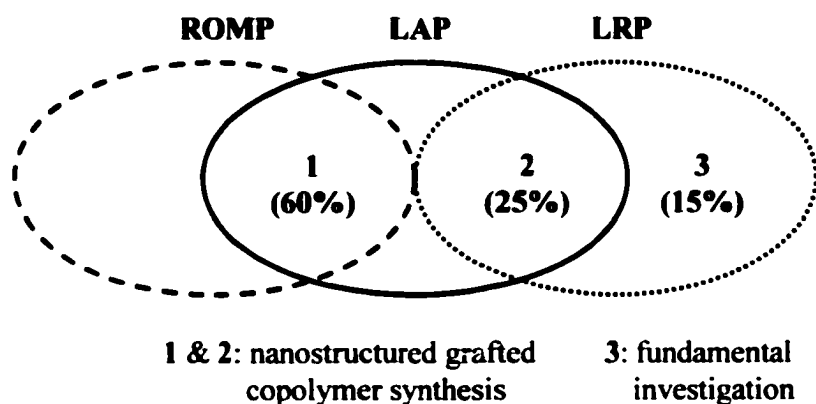 ROMP LAP LRP
1 2 3
(60%) (25%) (15%)
1 & 2: nanostructured grafted
copolymer synthesis
3: fundamental
investigation